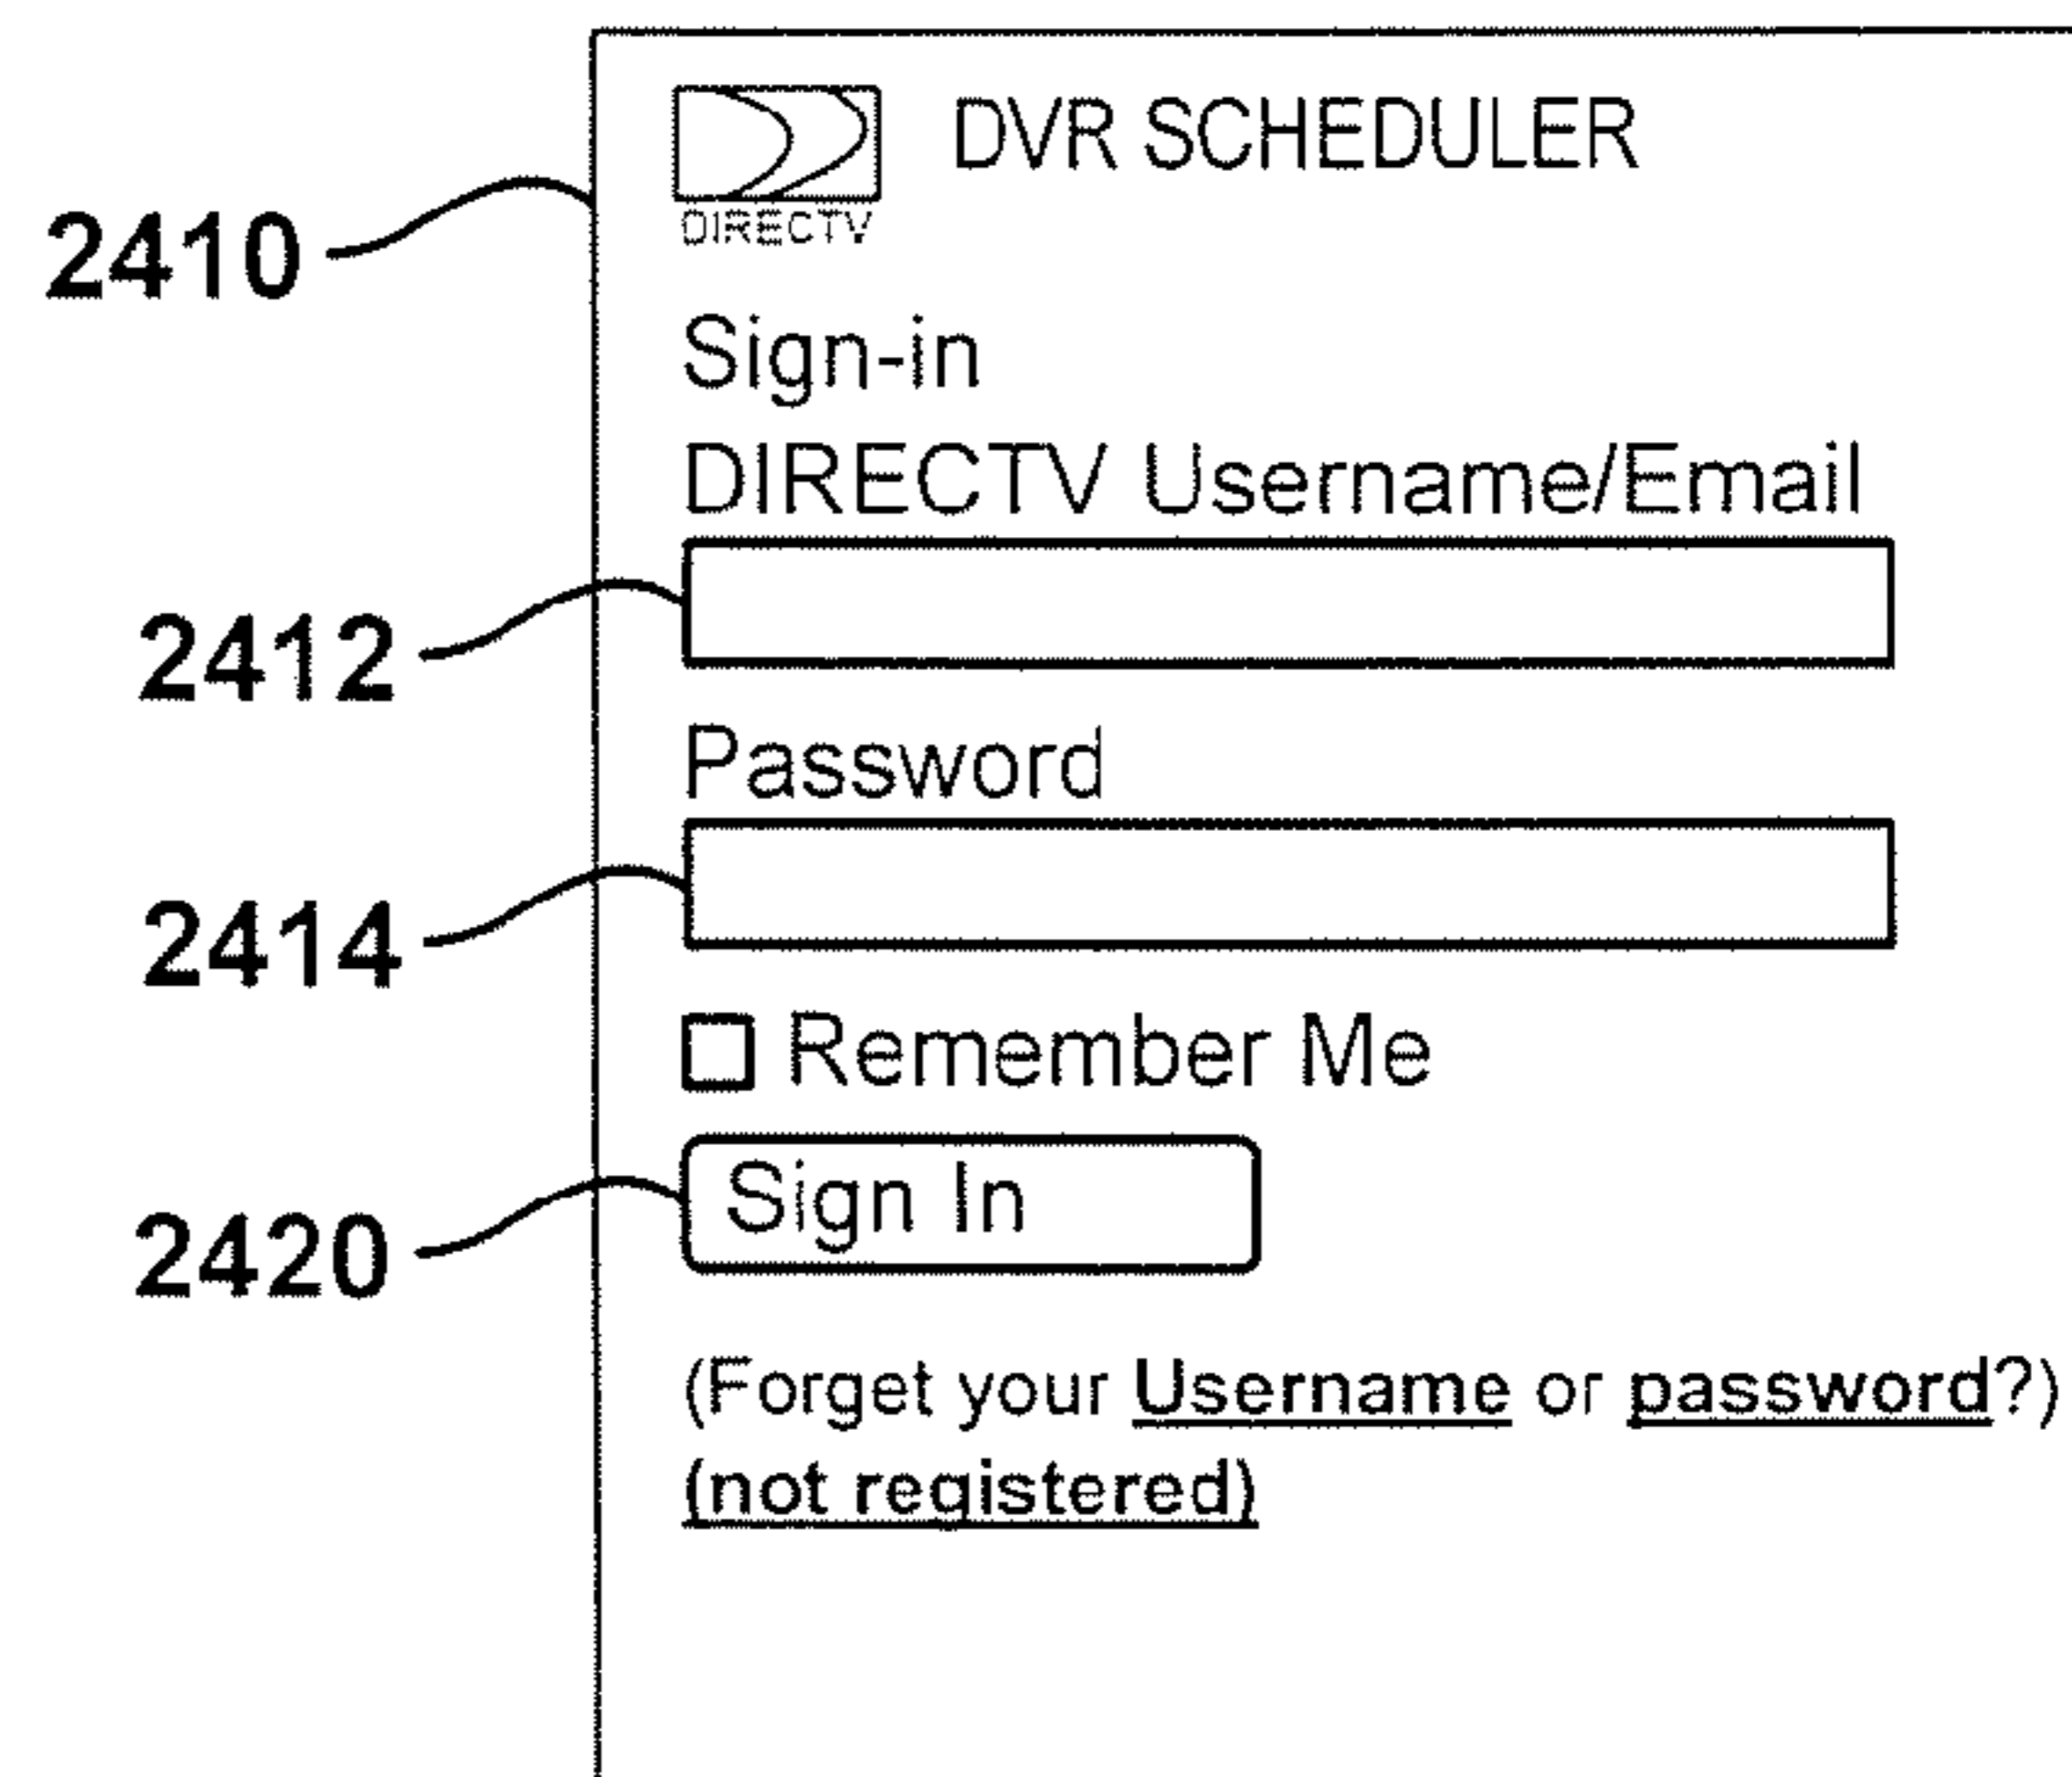 DVR SCHEDULER
2410
DIRECTV
Sign-in
DIRECTV Username/Email
2412
Password
2414
Remember Me
2420 Sign In
(Forget your Username or password?)
(not registered)